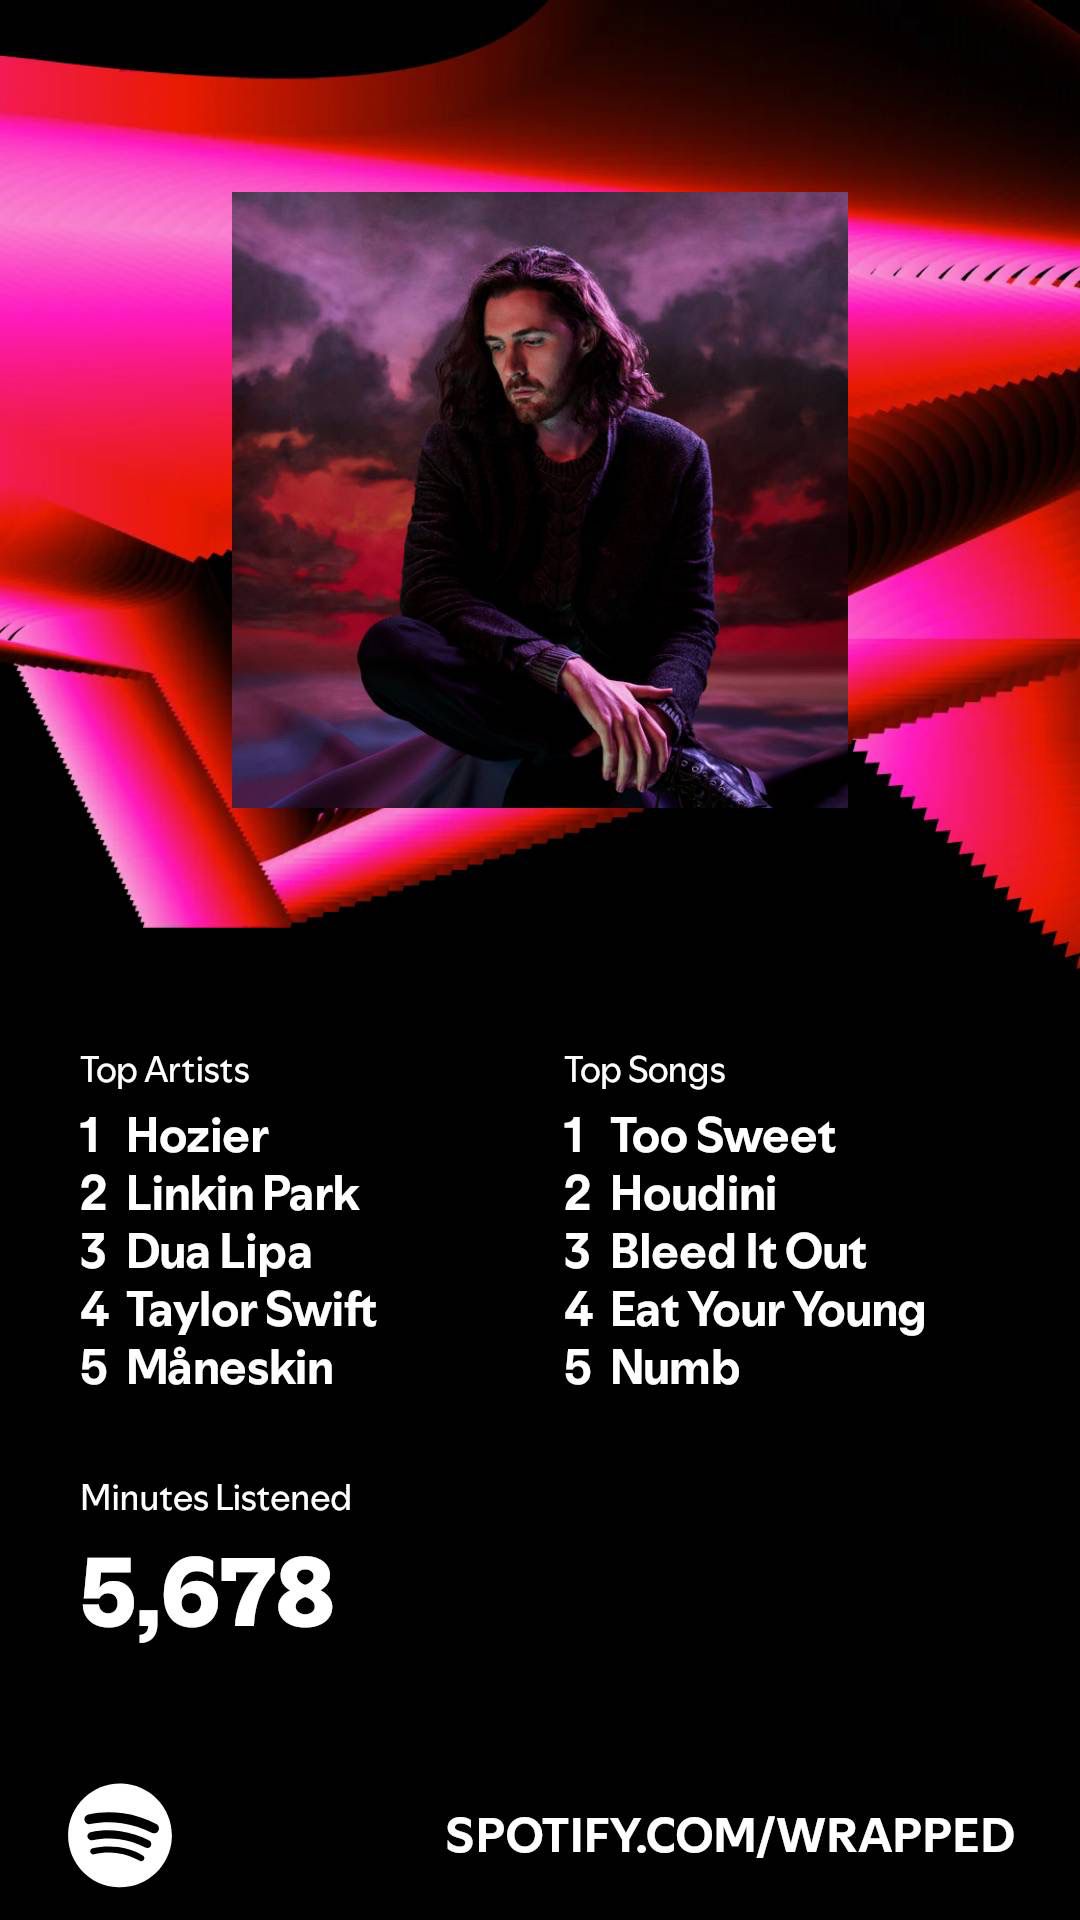 Top Artists
1 Hozier
2 Linkin Park
3 Dua Lipa
4 Taylor Swift
5 Måneskin
Top Songs
1 Too Sweet
2 Houdini
3 Bleed It Out
4 Eat Your Young
5 Numb
Minutes Listened
5,678
SPOTIFY.COM/WRAPPED